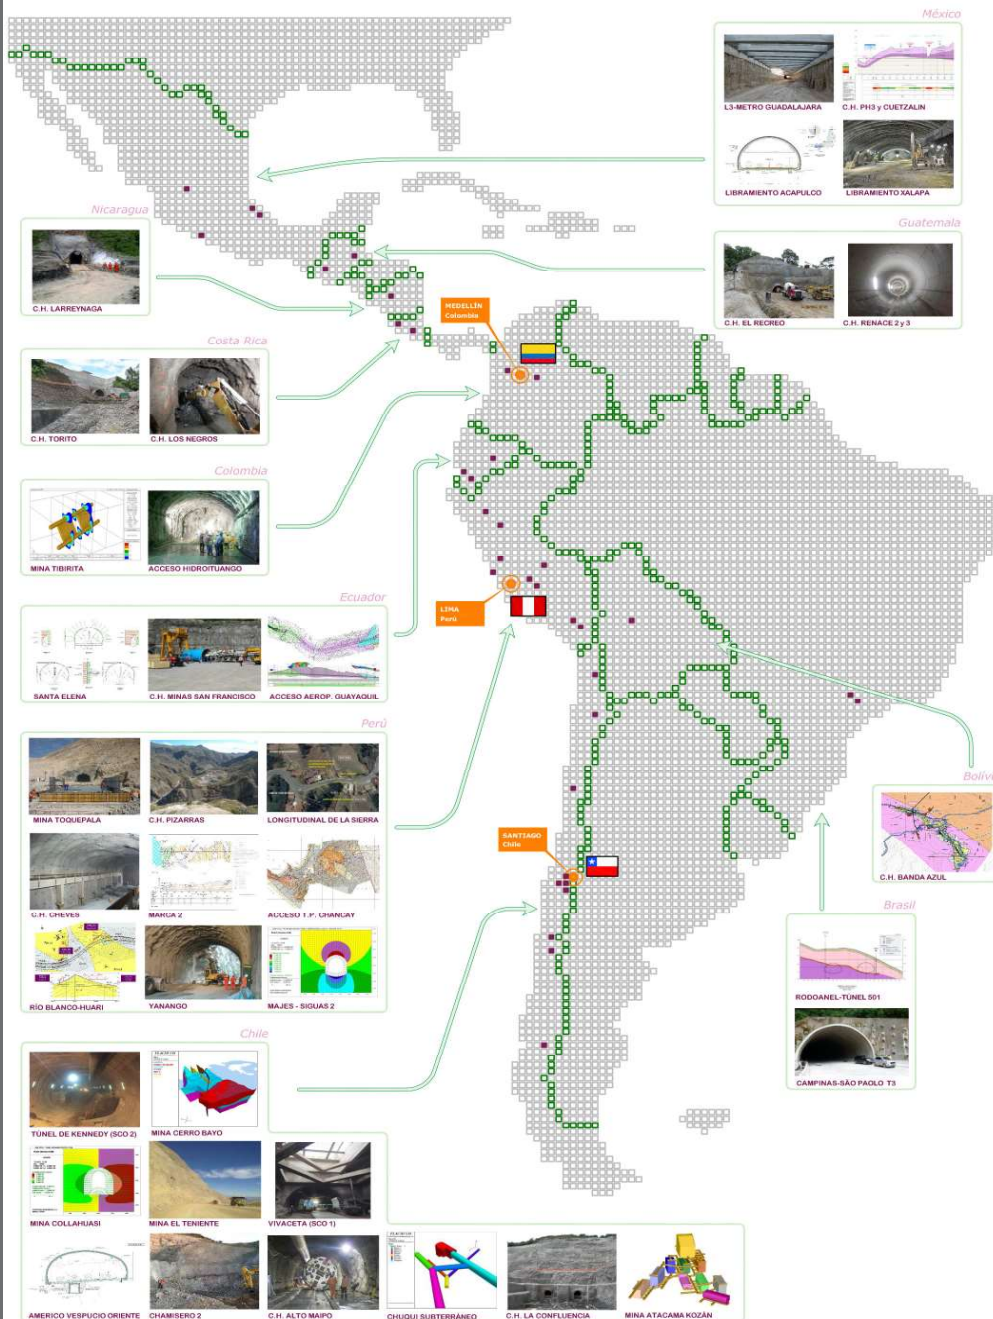 México
L3-METRO GUADALAJARA
C.H. PH3 y CUETZALIN
LIBRAMIENTO ACAPULCO
LIBRAMIENTO XALAPA
Nicaragua
C.H. LARREYNAGA
Guatemala
C.H. EL RECREO
C.H. RENACE 2 y 3
MEDELLÍN
Colombia
Costa Rica
C.H. TORITO
C.H. LOS NEGROS
Colombia
MINA TIBIRITA
ACCESO HIDROITUANGO
Ecuador
SANTA ELENA
C.H. MINAS SAN FRANCISCO
ACCESO AEROP. GUAYAQUIL
LIMA
Perú
Perú
MINA TOQUEPALA
C.H. PIZARRAS
LONGITUDINAL DE LA SIERRA
C.H. CHEVES
MARCA 2
ACCESO T.P. CHANCAY
RÍO BLANCO-HUARI
YANANGO
MAJES - SIGUAS 2
SANTIAGO
Chile
Bolivi
C.H. BANDA AZUL
Brasil
RODOANEL-TÚNEL 501
CAMPINAS-SÃO PAOLO T3
Chile
TÚNEL DE KENNEDY (SCO 2)
MINA CERRO BAYO
MINA COLLAHUASI
MINA EL TENIENTE
VIVACETA (SCO 1)
AMERICO VESPUCIO ORIENTE
CHAMISERO 2
C.H. ALTO MAIPO
CHUQUI SUBTERRÁNEO
C.H. LA CONFLUENCIA
MINA ATACAMA KOZÁN